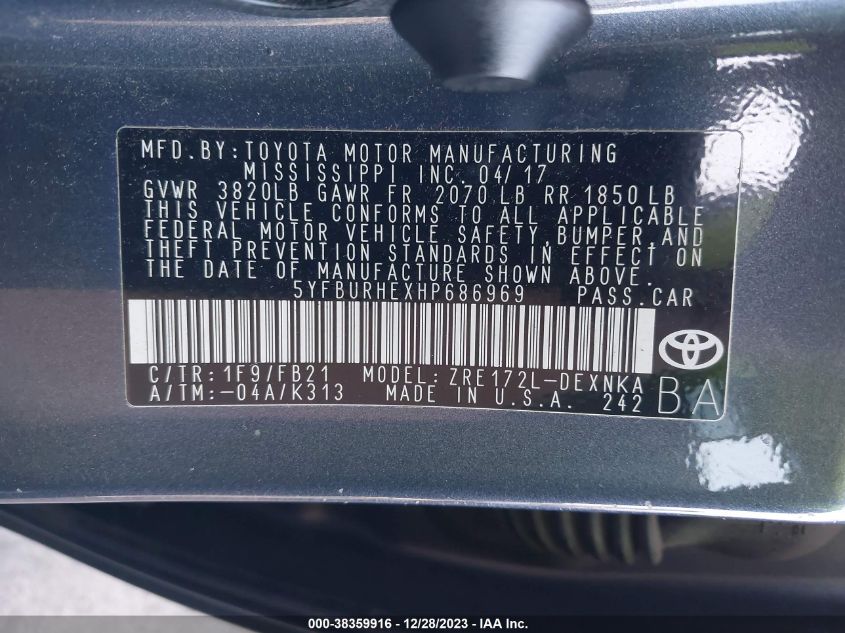 MFD.BY:TOYOTA MOTOR MANUFACTURING
MISSISSIPPI INC 04/17
GVWR 3820LB GAWR FR 2070 LB RR 1850 LB
THIS VEHICLE CONFORMS TO ALL APPLICABLE
FEDERAL MOTOR VEHICLE SAFETY,BUMPER,AND
THEFT PREVENTION STANDARDS IN EFFECT ON
THE DATE OF MANUFACTURE SHOWN ABOVE.
5YFBURHEXHP686969 PASS.CAR
C/TR:1F9/FB21 MODEL:ZRE172L-DEXNKA
A/TM:-04A/K313 MADE IN U.S.A. 242
BA
000-38359916 - 12/28/2023 - IAA Inc.